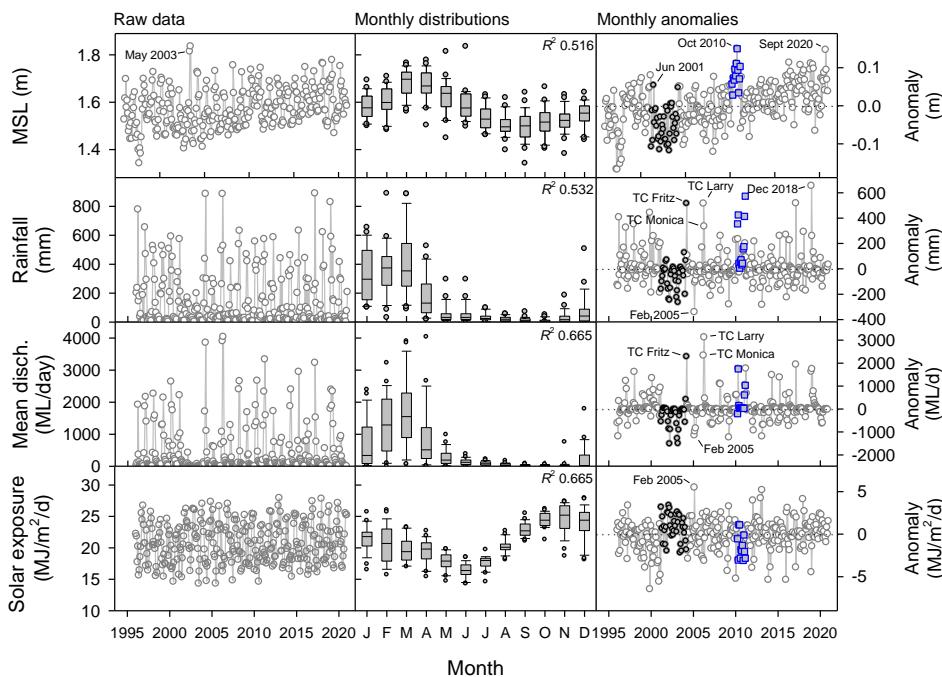 Raw data
Monthly distributions
Monthly anomalies
MSL (m)
1.8
1.6
1.4
May 2003
R² 0.516
Oct 2010
Sept 2020
Jun 2001
0.1
0.0
-0.1
Anomaly
(m)
Rainfall
(mm)
800
600
400
200
0
R² 0.532
TC Fritz
TC Larry
Dec 2018
TC Monica
Feb 2005
600
400
200
0
-200
-400
Anomaly
(mm)
Mean disch.
(ML/day)
4000
3000
2000
1000
0
R² 0.665
TC Larry
TC Fritz
TC Monica
Feb 2005
3000
2000
1000
0
-1000
-2000
Anomaly
(ML/d)
Solar exposure
(MJ/m²/d)
30
25
20
15
10
R² 0.665
Feb 2005
5
0
-5
Anomaly
(MJ/m²/d)
1995 2000 2005 2010 2015 2020
J F M A M J J A S O N D
1995 2000 2005 2010 2015 2020
Month